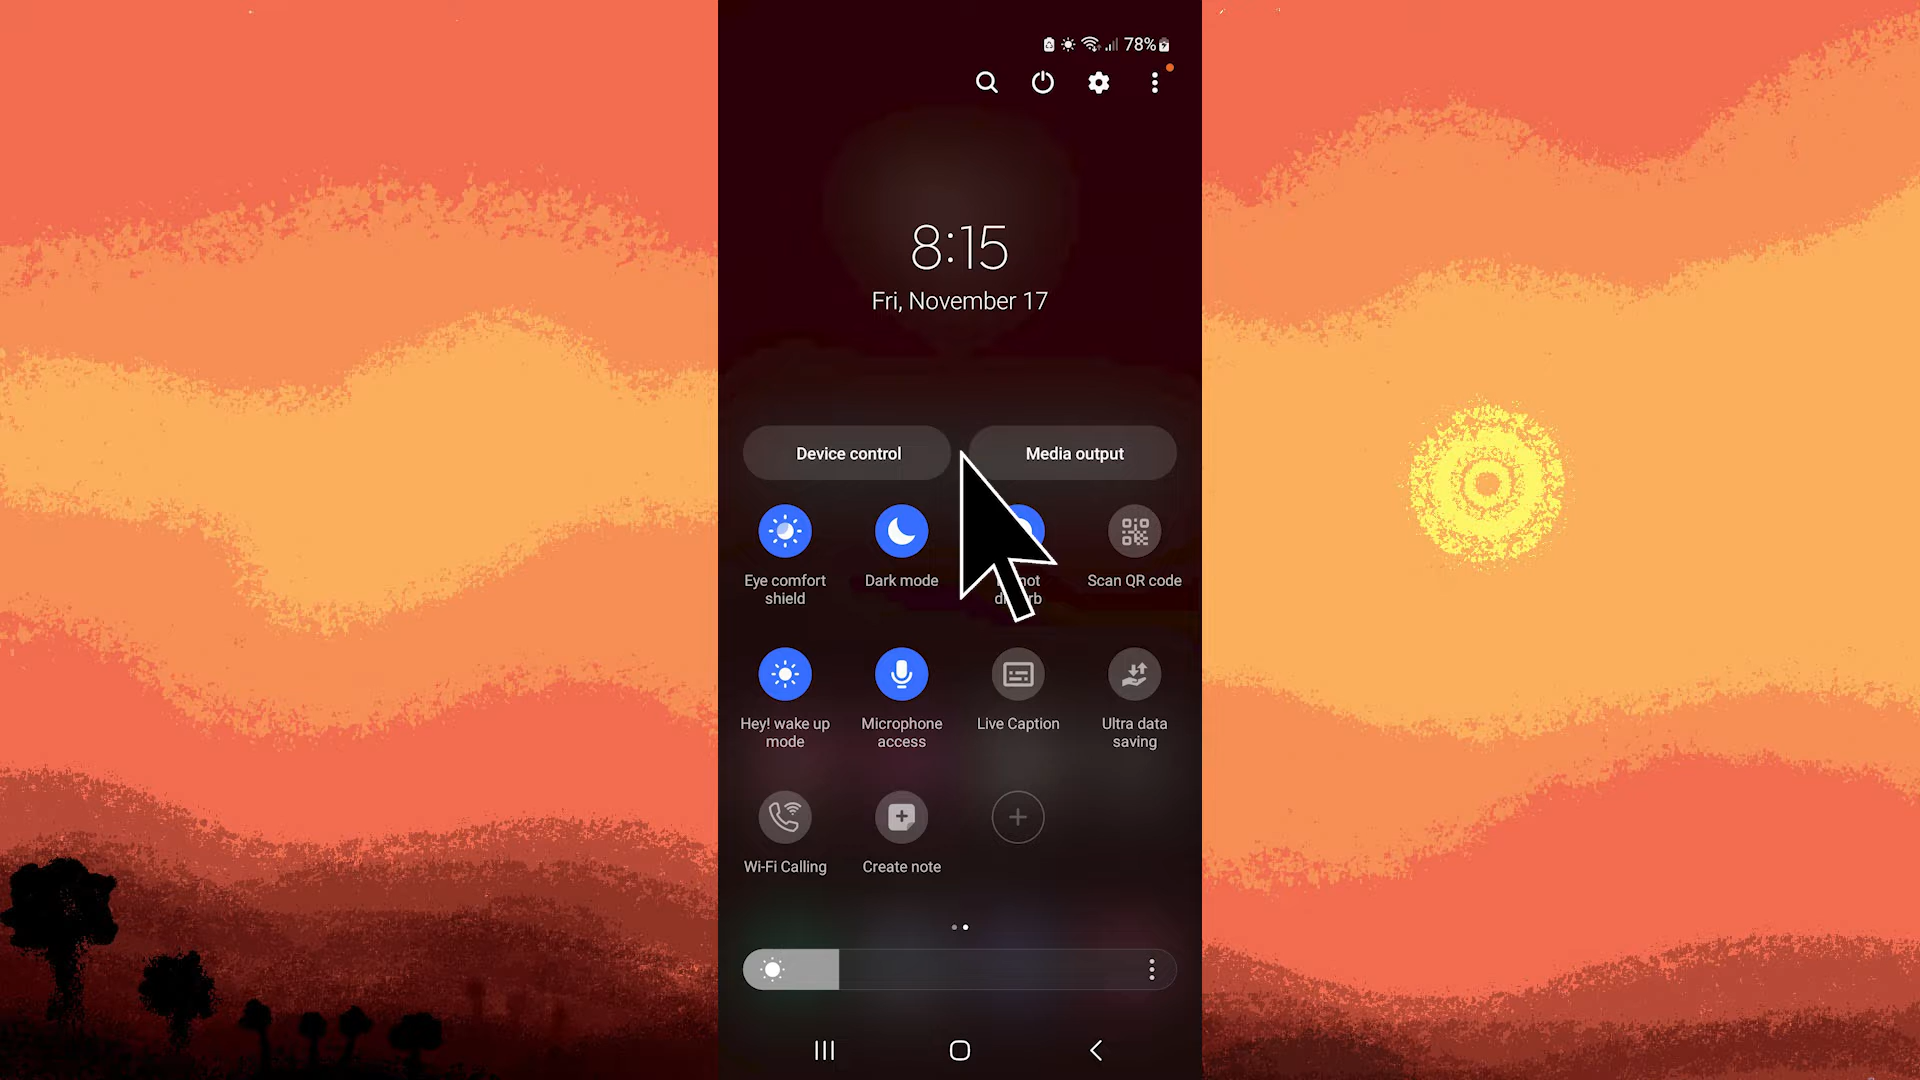 78%
8:15
Fri, November 17
Device control
Media output
Eye comfort
shield
Dark mode
not
Scan QR code
Hey! wake up
mode
Microphone
access
Live Caption
Ultra data
saving
Wi-Fi Calling
Create note